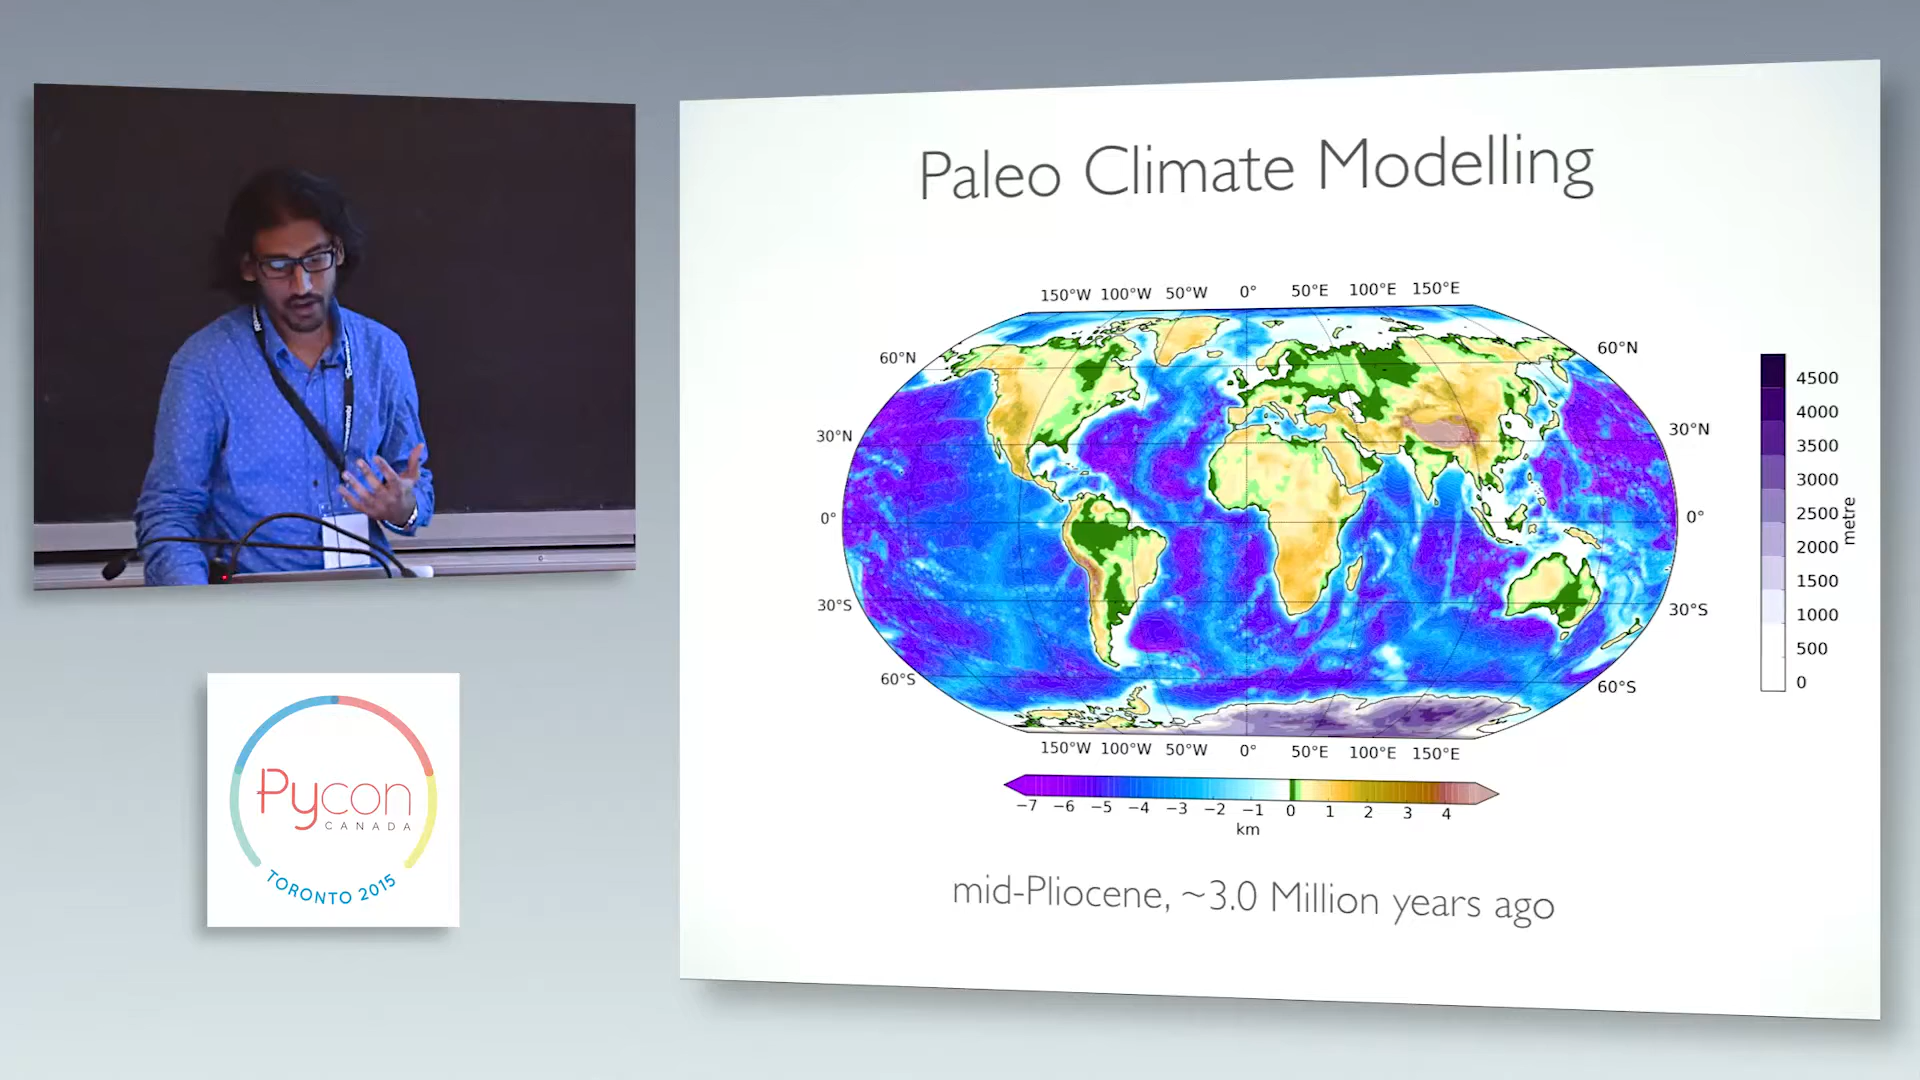 Paleo Climate Modelling
150°W 100°W 50°W 0° 50°E 100°E 150°E
60°N 60°N
30°N 30°N
0° 0°
30°S 30°S
60°S 60°S
150°W 100°W 50°W 0° 50°E 100°E 150°E
−7 −6 −5 −4 −3 −2 −1 0 1 2 3 4
km
4500
4000
3500
3000
2500
2000
1500
1000
500
0
metre
mid-Pliocene, ~3.0 Million years ago
Pycon
CANADA
TORONTO 2015